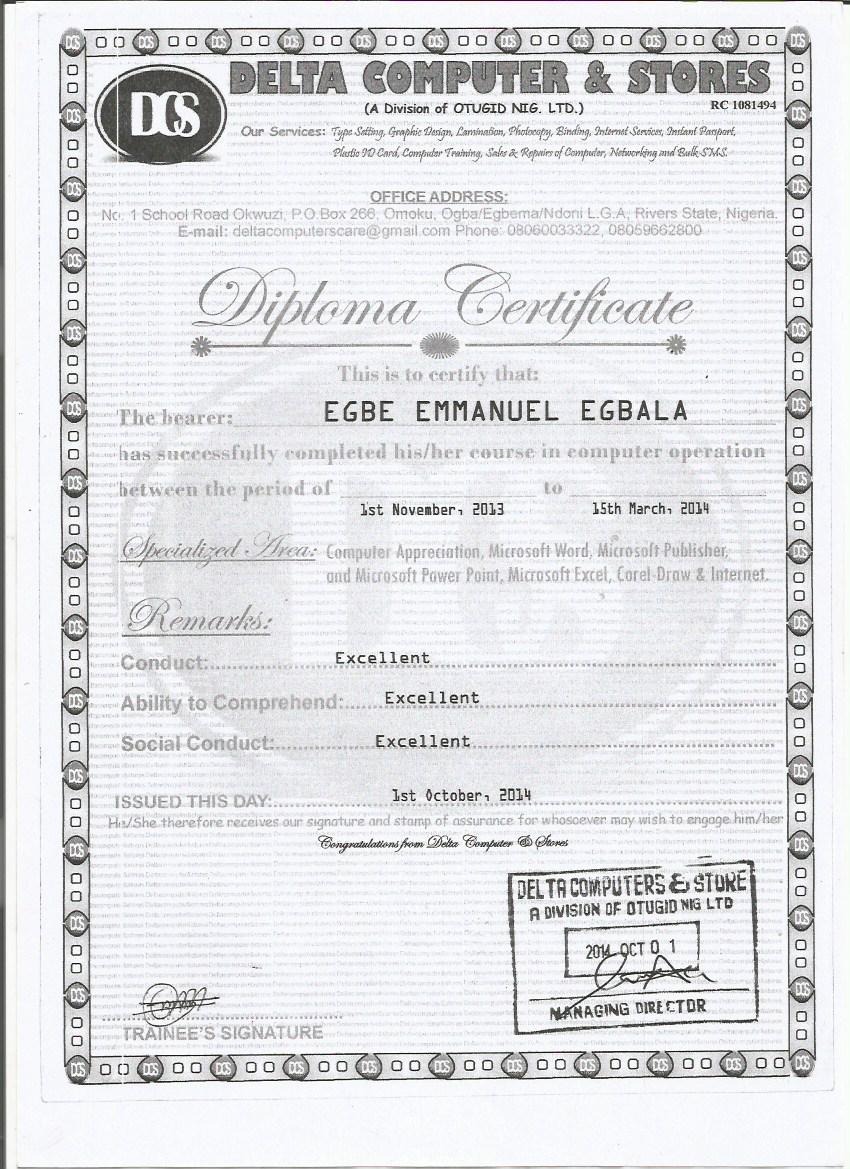 DCS
DELTA COMPUTER & STORES
(A Division of OTUGID NIG. LTD.)
RC 1081494
Our Services: Type Setting, Graphic Design, Lamination, Photocopy, Binding, Internet Services, Instant Passport,
Plastic ID Card, Computer Training, Sales & Repairs of Computer, Networking and Bulk SMS.
OFFICE ADDRESS:
No. 1 School Road Okwuzi, P.O.Box 266, Omoku, Ogba/Egbema/Ndoni L.G.A, Rivers State, Nigeria.
E-mail: deltacomputerscare@gmail.com Phone: 08060033322, 08059662800
Diploma Certificate
This is to certify that:
The bearer: EGBE EMMANUEL EGBALA
has successfully completed his/her course in computer operation
between the period of to
1st November, 2013 15th March, 2014
Specialized Area: Computer Appreciation, Microsoft Word, Microsoft Publisher,
and Microsoft Power Point, Microsoft Excel, Corel-Draw & Internet.
Remarks:
Conduct: Excellent
Ability to Comprehend: Excellent
Social Conduct: Excellent
ISSUED THIS DAY: 1st October, 2014
His/She therefore receives our signature and stamp of assurance for whosoever may wish to engage him/her
Congratulations from Delta Computer & Stores
DELTA COMPUTERS & STORE
A DIVISION OF OTUGID NIG LTD
2014 OCT 01
MANAGING DIRECTOR
TRAINEE'S SIGNATURE